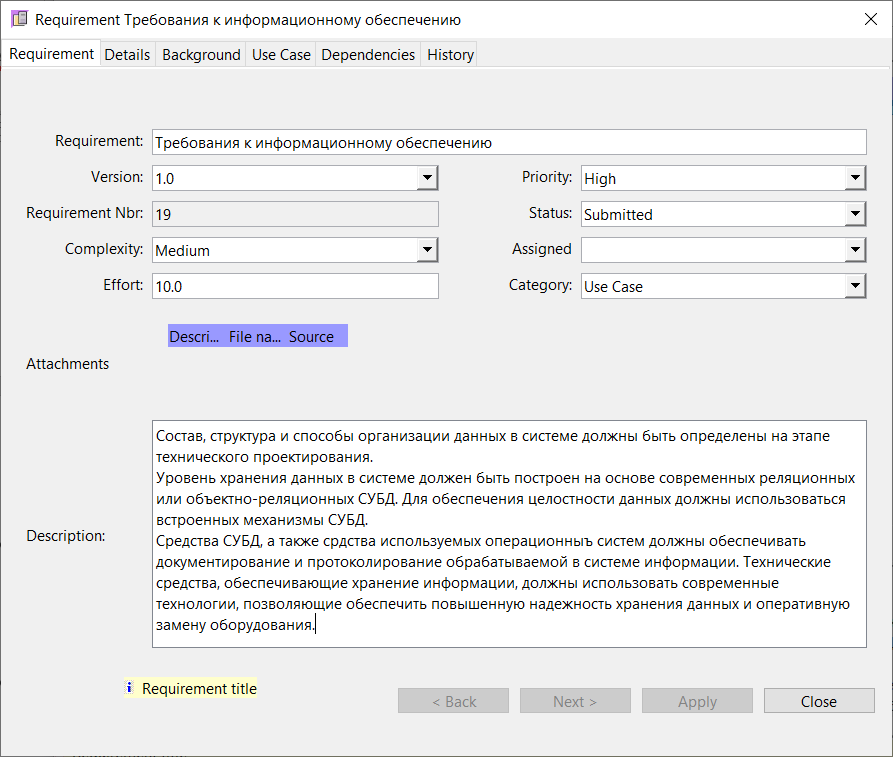 Requirement Требования к информационному обеспечению
Requirement Details Background Use Case Dependencies History
Requirement: Требования к информационному обеспечению
Version: 1.0 Priority: High
Requirement Nbr: 19 Status: Submitted
Complexity: Medium Assigned
Effort: 10.0 Category: Use Case
Descri... File na... Source
Attachments
Description:
Состав, структура и способы организации данных в системе должны быть определены на этапе
технического проектирования.
Уровень хранения данных в системе должен быть построен на основе современных реляционных
или объектно-реляционных СУБД. Для обеспечения целостности данных должны использоваться
встроенных механизмы СУБД.
Средства СУБД, а также срдства используемых операционныъ систем должны обеспечивать
документирование и протоколирование обрабатываемой в системе информации. Технические
средства, обеспечивающие хранение информации, должны использовать современные
технологии, позволяющие обеспечить повышенную надежность хранения данных и оперативную
замену оборудования.
Requirement title
< Back Next > Apply Close